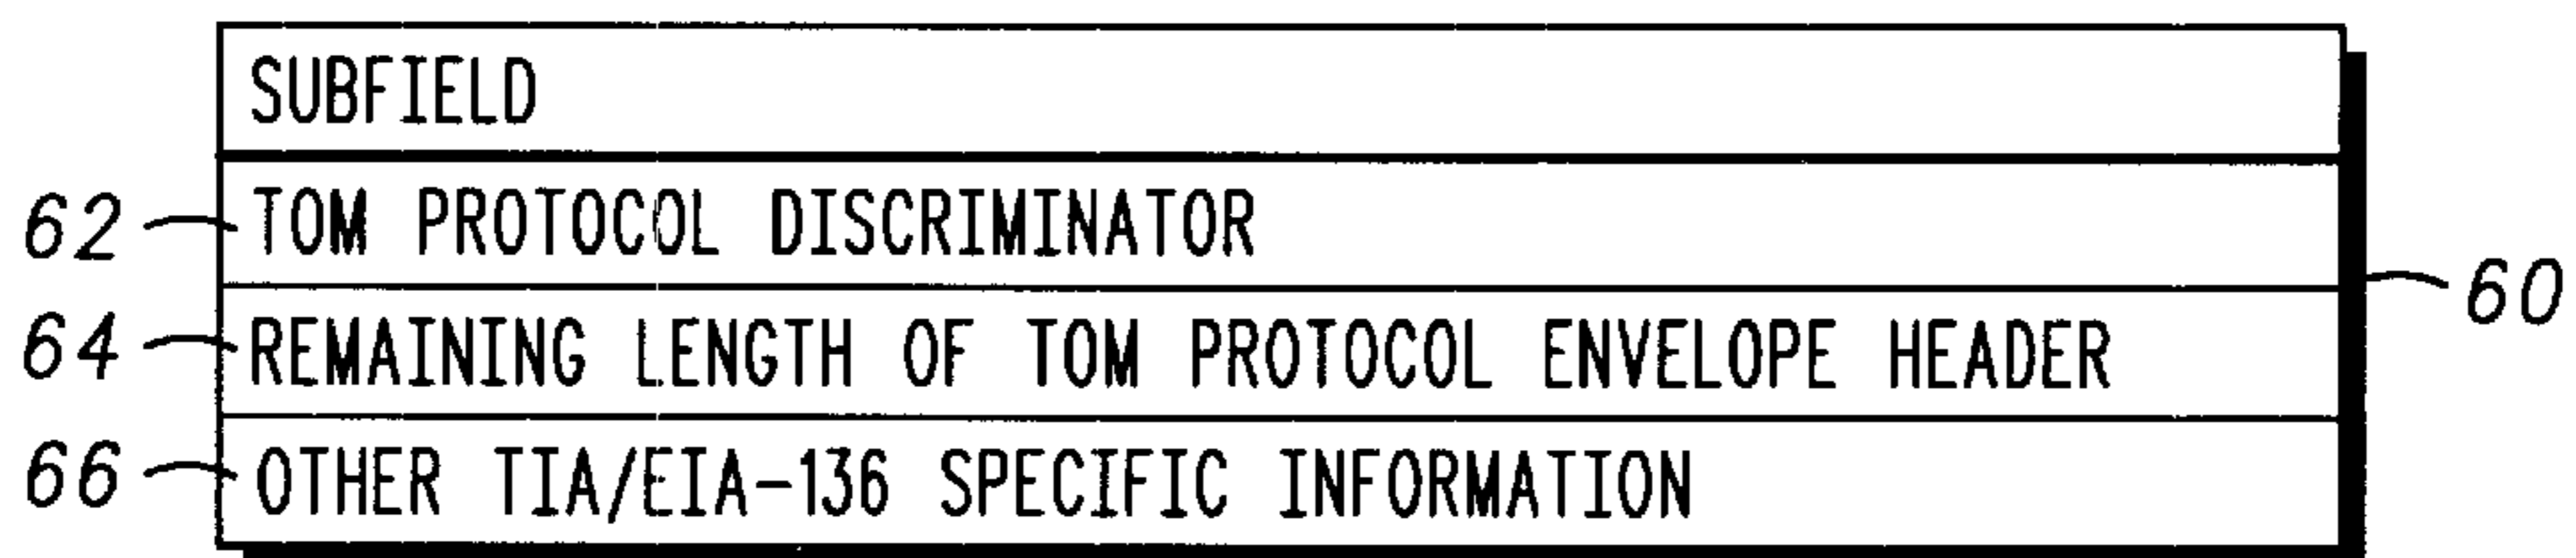 SUBFIELD
62 TOM PROTOCOL DISCRIMINATOR
60
64 REMAINING LENGTH OF TOM PROTOCOL ENVELOPE HEADER
66 OTHER TIA/EIA-136 SPECIFIC INFORMATION